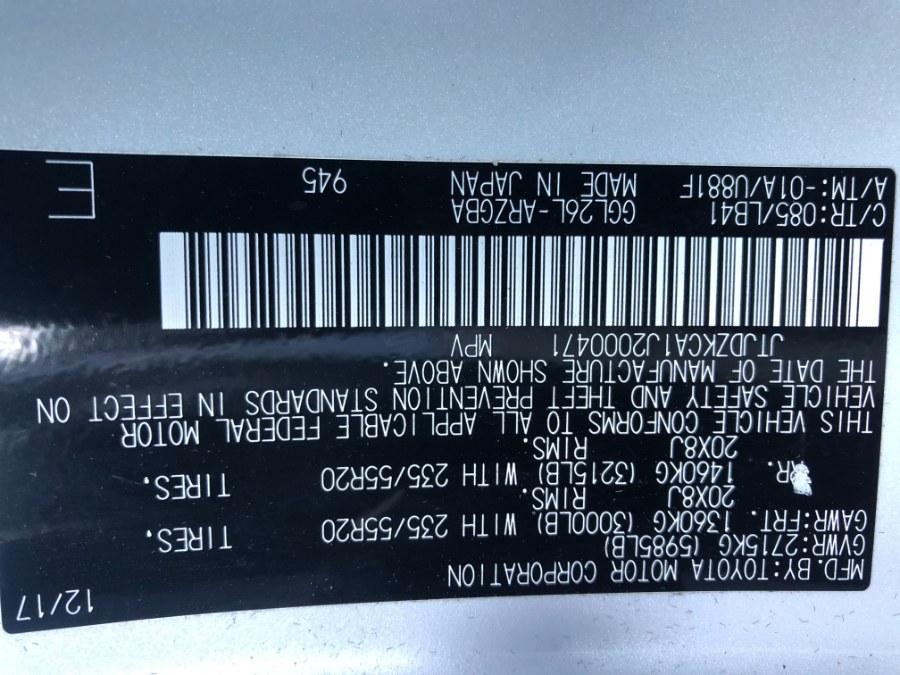 MFD.BY:TOYOTA MOTOR CORPORATION 12/17
GVWR:2715KG (5985LB)
GAWR:FRT. 1360KG (3000LB) WITH 235/55R20 TIRES.
20X8J RIMS
RR. 1460KG (3215LB) WITH 235/55R20 TIRES.
20X8J RIMS
THIS VEHICLE CONFORMS TO ALL APPLICABLE FEDERAL MOTOR
VEHICLE SAFETY AND THEFT PREVENTION STANDARDS IN EFFECT ON
THE DATE OF MANUFACTURE SHOWN ABOVE.
JTJDZKCA1J2000471 MPV
C/TR:085/LB41 GGL26L-ARZGBA
A/TM:-01A/U881F MADE IN JAPAN 945 E